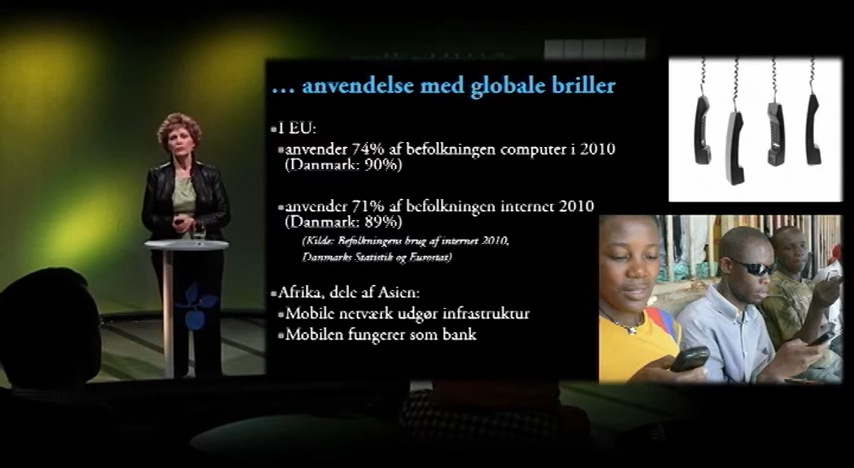 ... anvendelse med globale briller
I EU:
anvender 74% af befolkningen computer i 2010
(Danmark: 90%)
anvender 71% af befolkningen internet 2010
(Danmark: 89%)
(Kilde: Befolkningens brug af internet 2010,
Danmarks Statistik og Eurostat)
Afrika, dele af Asien:
Mobile netværk udgør infrastruktur
Mobilen fungerer som bank